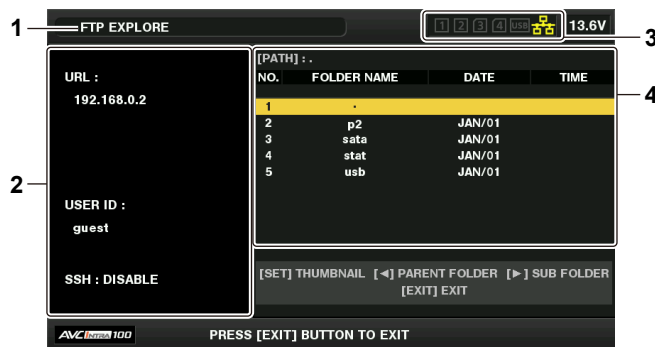 1 FTP EXPLORE 1 2 3 4 USB 13.6V 3
[PATH] : .
URL :
NO. FOLDER NAME DATE TIME
192.168.0.2
4
1 .
2 p2 JAN/01
3 sata JAN/01
4 stat JAN/01
5 usb JAN/01
2
USER ID :
guest
SSH : DISABLE
[SET] THUMBNAIL [◄] PARENT FOLDER [►] SUB FOLDER
[EXIT] EXIT
AVC INTRA 100 PRESS [EXIT] BUTTON TO EXIT